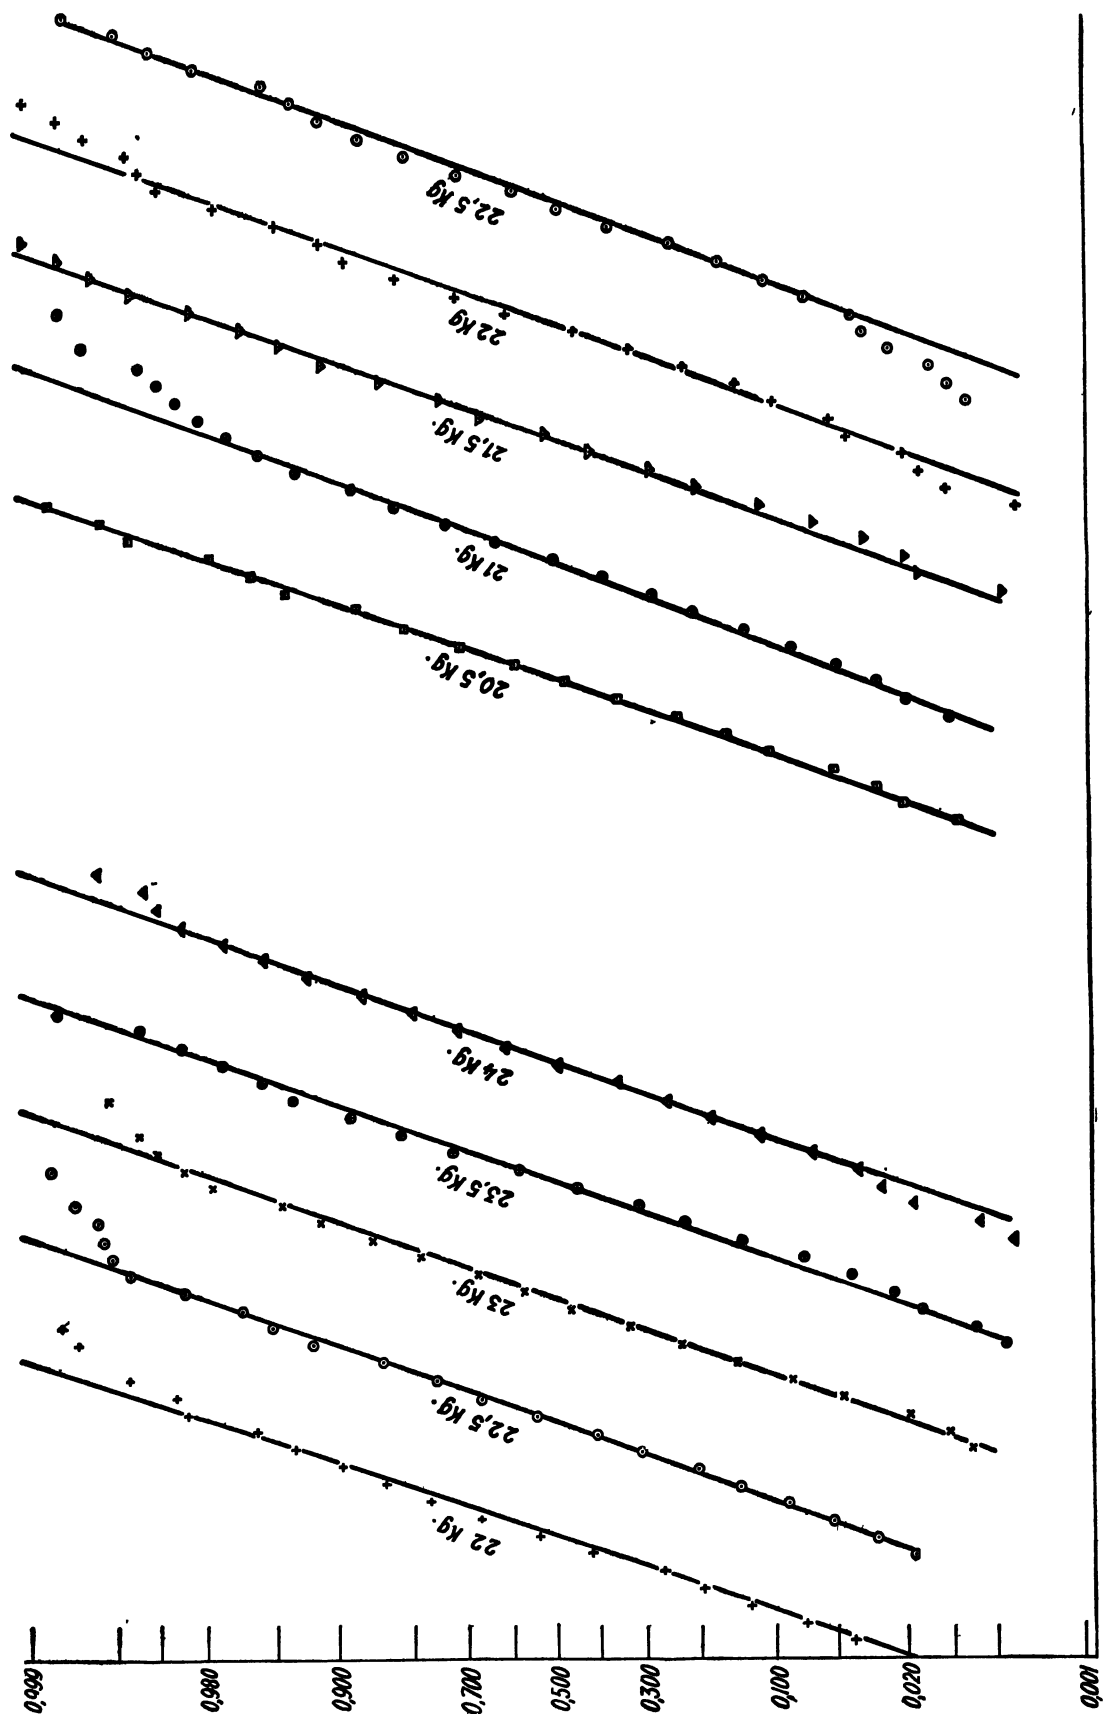 22,5 Kg
22 Kg
21,5 Kg.
21 Kg.
20,5 Kg.
24 Kg.
23,5 Kg.
23 Kg.
22,5 Kg.
22 Kg.
0,999
0,980
0,900
0,700
0,500
0,300
0,100
0,020
0,001